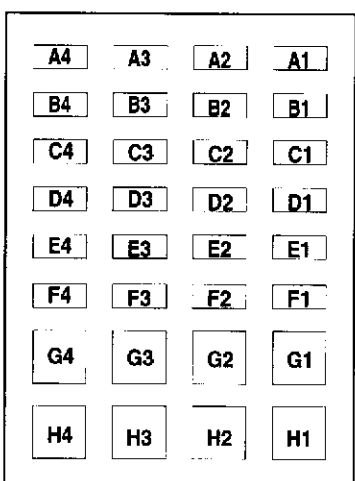 A4 A3 A2 A1
B4 B3 B2 B1
C4 C3 C2 C1
D4 D3 D2 D1
E4 E3 E2 E1
F4 F3 F2 F1
G4 G3 G2 G1
H4 H3 H2 H1